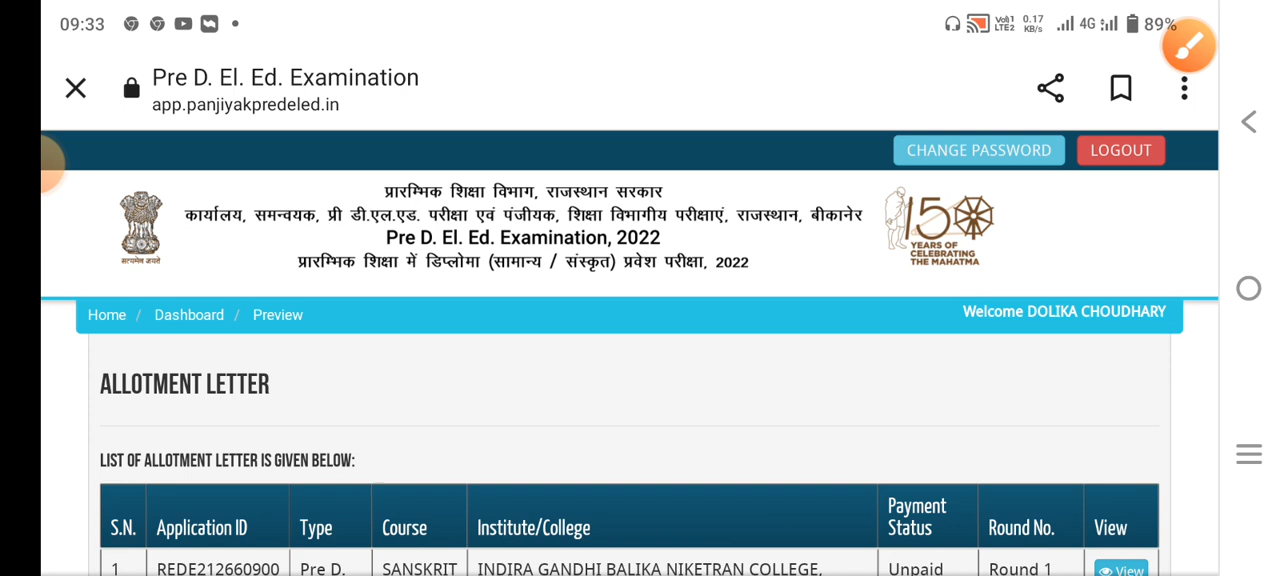 09:33
Vo)) 1 LTE2 0.17 KB/s 4G 89%
Pre D. El. Ed. Examination
app.panjiyakpredeled.in
CHANGE PASSWORD LOGOUT
प्रारम्भिक शिक्षा विभाग, राजस्थान सरकार
कार्यालय, समन्वयक, प्री डी.एल.एड. परीक्षा एवं पंजीयक, शिक्षा विभागीय परीक्षाएं, राजस्थान, बीकानेर
Pre D. El. Ed. Examination, 2022
प्रारम्भिक शिक्षा में डिप्लोमा (सामान्य / संस्कृत) प्रवेश परीक्षा, 2022
सत्यमेव जयते
150
YEARS OF
CELEBRATING
THE MAHATMA
Home / Dashboard / Preview
Welcome DOLIKA CHOUDHARY
ALLOTMENT LETTER
LIST OF ALLOTMENT LETTER IS GIVEN BELOW:
S.N. Application ID Type Course Institute/College Payment Status Round No. View
1 REDE212660900 Pre D. SANSKRIT INDIRA GANDHI BALIKA NIKETRAN COLLEGE, Unpaid Round 1 View